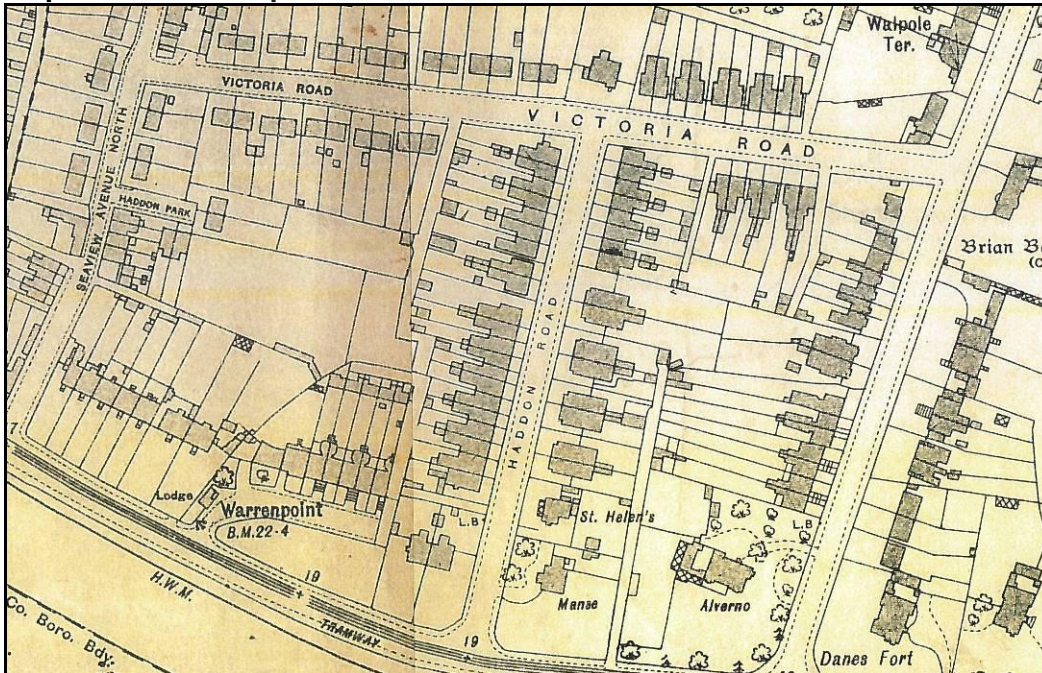 Walpole
Ter.
VICTORIA ROAD
VICTORIA ROAD
SEAVIEW AVENUE NORTH
HADDON PARK
Brian
HADDON ROAD
Lodge
Warrenpoint
B.M.22·4
L.B
St. Helen's
L.B
Manse
Alverno
Danes Fort
7
19
H.W.M.
TRAMWAY
19
Co. Boro. Bdy.